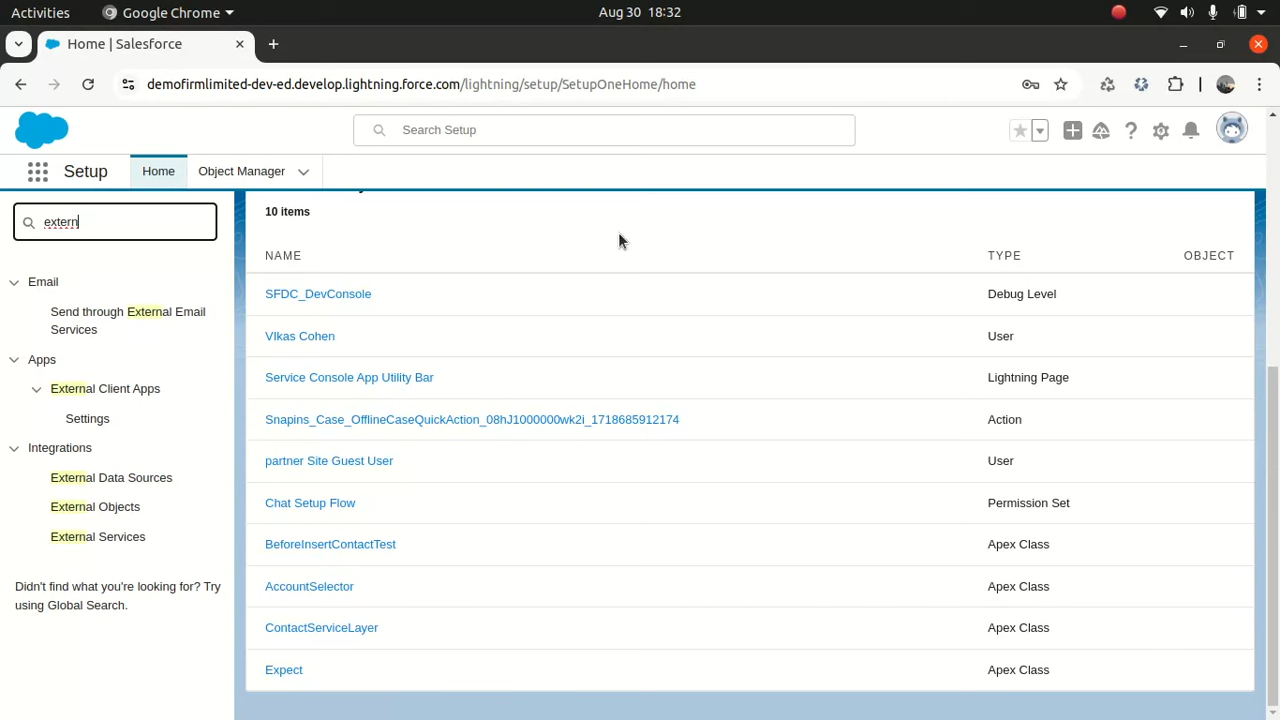 Activities
Google Chrome
Aug 30 18:32
Home | Salesforce
demofirmlimited-dev-ed.develop.lightning.force.com/lightning/setup/SetupOneHome/home
Search Setup
Setup
Home
Object Manager
extern
Email
Send through External Email
Services
Apps
External Client Apps
Settings
Integrations
External Data Sources
External Objects
External Services
Didn't find what you're looking for? Try
using Global Search.
10 items
NAME TYPE OBJECT
SFDC_DevConsole Debug Level
VIkas Cohen User
Service Console App Utility Bar Lightning Page
Snapins_Case_OfflineCaseQuickAction_08hJ1000000wk2i_1718685912174 Action
partner Site Guest User User
Chat Setup Flow Permission Set
BeforeInsertContactTest Apex Class
AccountSelector Apex Class
ContactServiceLayer Apex Class
Expect Apex Class